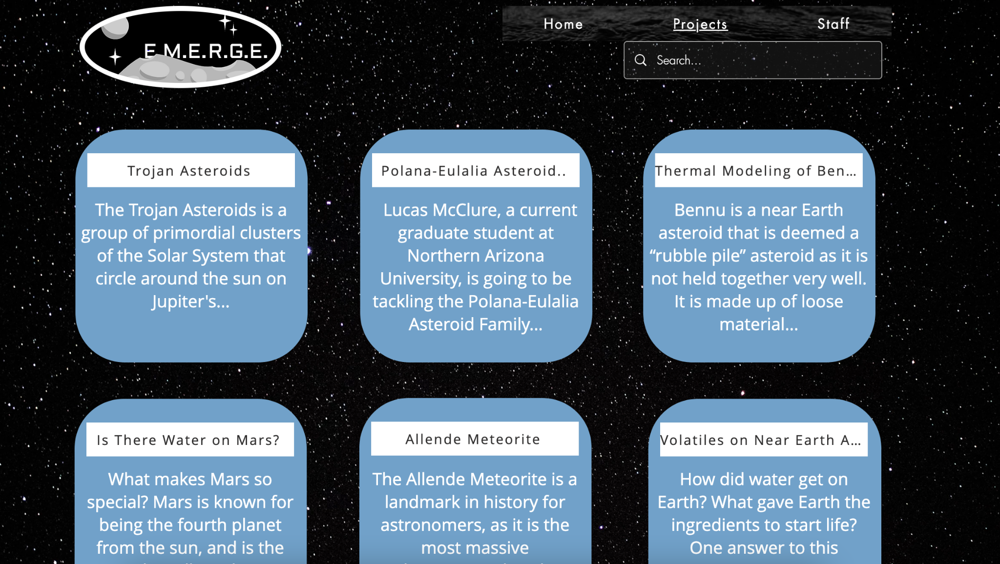 E.M.E.R.G.E.
Home
Projects
Staff
Search...
Trojan Asteroids
The Trojan Asteroids is a
group of primordial clusters
of the Solar System that
circle around the sun on
Jupiter's...
Polana-Eulalia Asteroid..
Lucas McClure, a current
graduate student at
Northern Arizona
University, is going to be
tackling the Polana-Eulalia
Asteroid Family...
Thermal Modeling of Ben...
Bennu is a near Earth
asteroid that is deemed a
“rubble pile” asteroid as it is
not held together very well.
It is made up of loose
material...
Is There Water on Mars?
What makes Mars so
special? Mars is known for
being the fourth planet
from the sun, and is the
Allende Meteorite
The Allende Meteorite is a
landmark in history for
astronomers, as it is the
most massive
Volatiles on Near Earth A...
How did water get on
Earth? What gave Earth the
ingredients to start life?
One answer to this